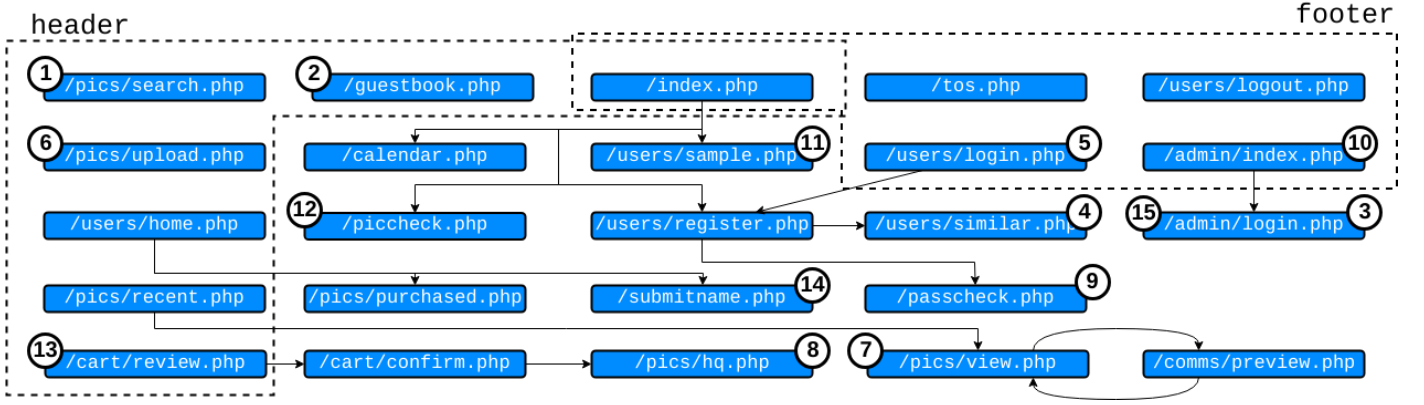 header
footer
1 /pics/search.php
2 /guestbook.php
/index.php
/tos.php
/users/logout.php
6 /pics/upload.php
/calendar.php
/users/sample.php 11
/users/login.php 5
/admin/index.php 10
/users/home.php
12 /piccheck.php
/users/register.php
/users/similar.php 4
15 /admin/login.php 3
/pics/recent.php
/pics/purchased.php
/submitname.php 14
/passcheck.php 9
13 /cart/review.php
/cart/confirm.php
/pics/hq.php 8
7 /pics/view.php
/comms/preview.php